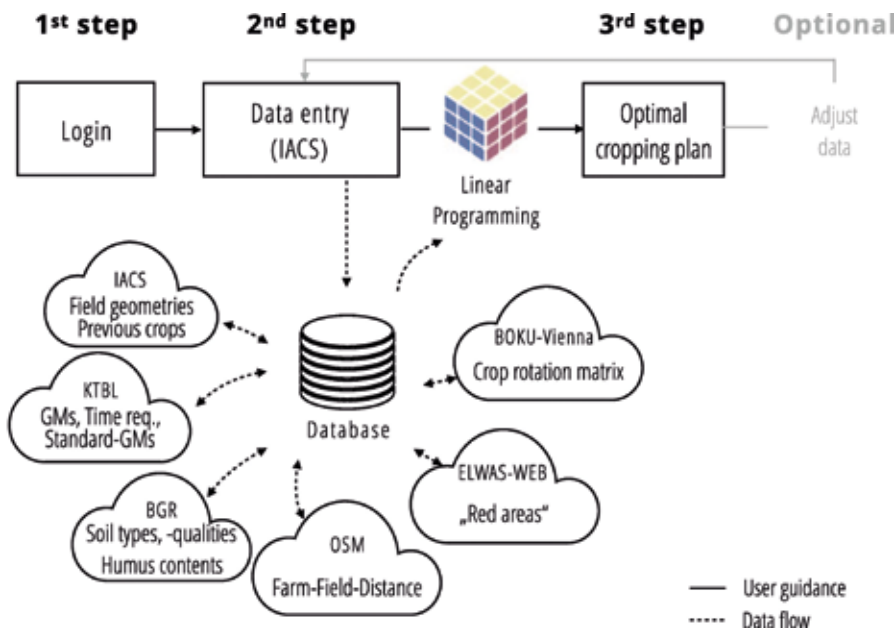 1st step
2nd step
3rd step
Optional
Login
Data entry
(IACS)
Linear
Programming
Optimal
cropping plan
Adjust
data
IACS
Field geometries
Previous crops
KTBL
GMs, Time req.,
Standard-GMs
BGR
Soil types, -qualities
Humus contents
OSM
Farm-Field-Distance
Database
BOKU-Vienna
Crop rotation matrix
ELWAS-WEB
„Red areas“
User guidance
Data flow